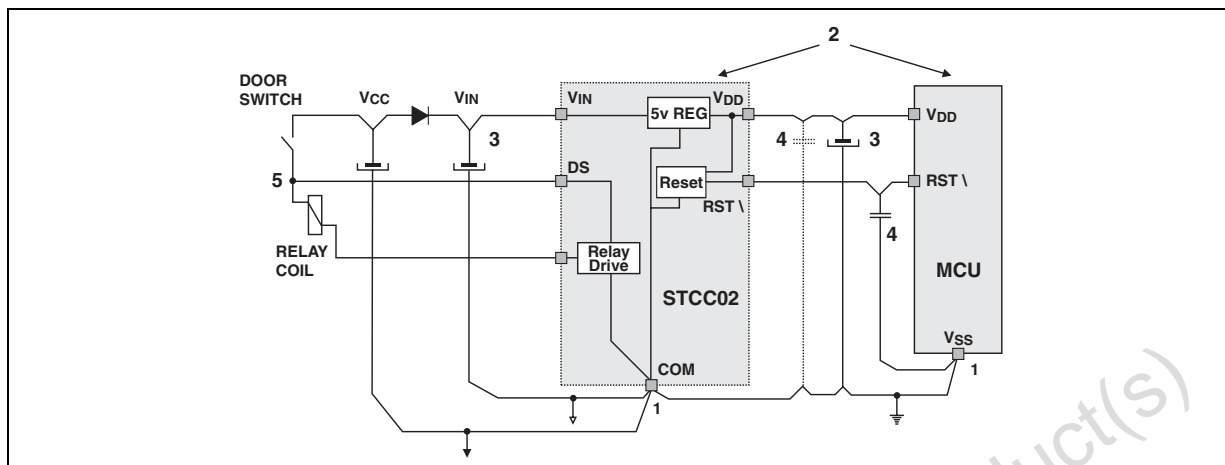 2
DOOR
SWITCH
VCC
VIN
VIN
5v REG
VDD
VDD
3
4
3
5
DS
Reset
RST \
RST \
4
RELAY
COIL
Relay
Drive
STCC02
MCU
VSS
COM
1
1
duct(s)